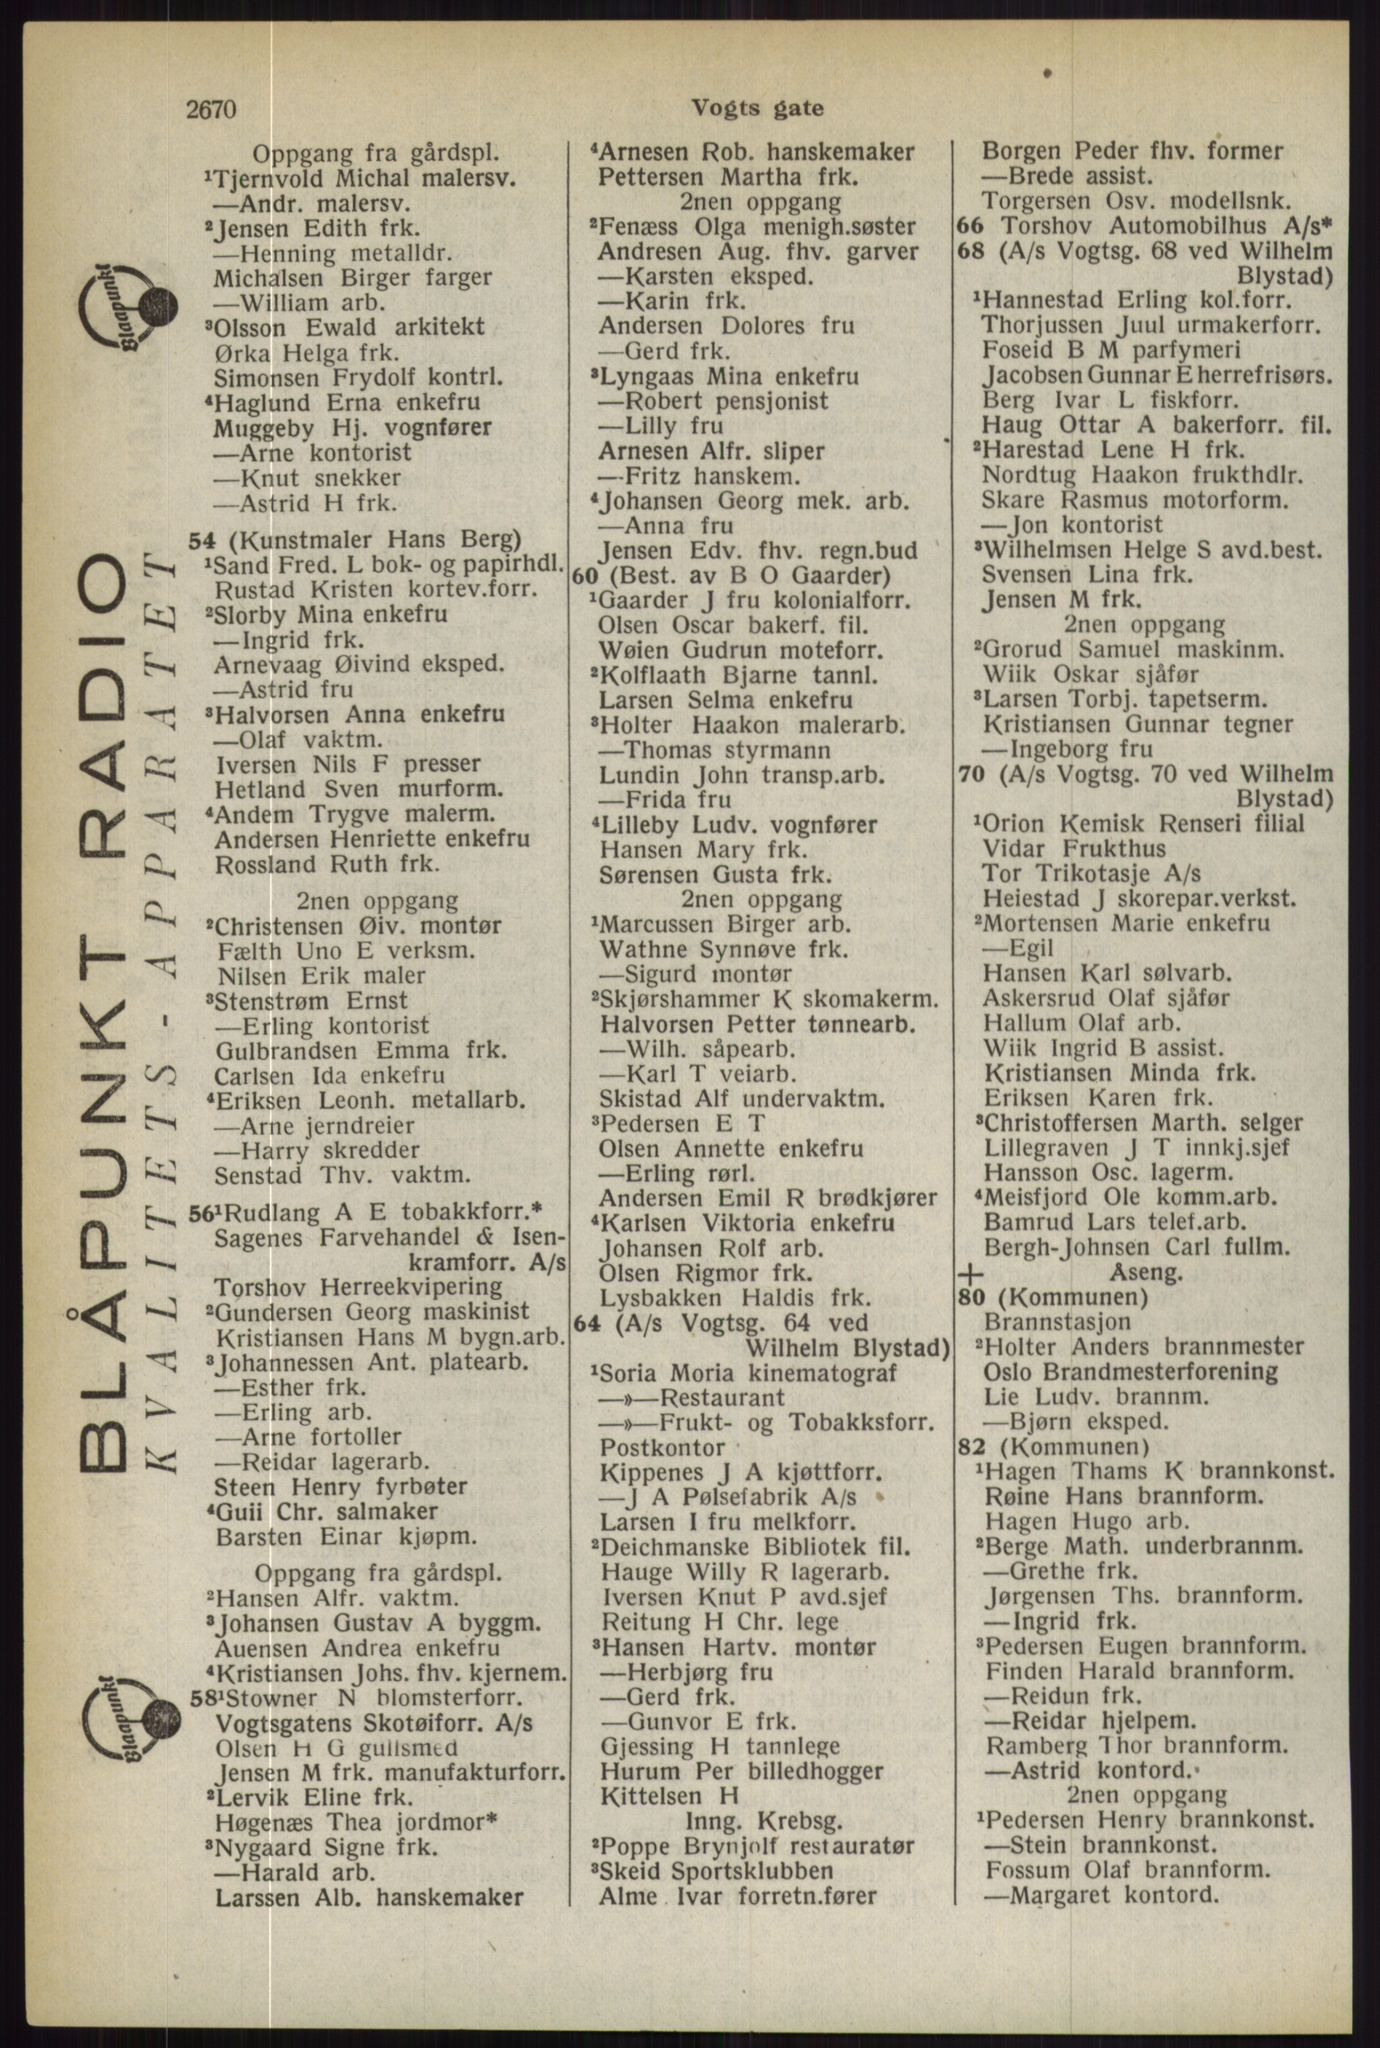 2670
Vogts gate
Blaapunkt
BLÅPUNKT RADIO
KVALITETS-APPARATET
Blaapunkt
Oppgang fra gårdspl.
¹Tjernvold Michal malersv.
—Andr. malersv.
²Jensen Edith frk.
—Henning metalldr.
Michalsen Birger farger
—William arb.
³Olsson Ewald arkitekt
Ørka Helga frk.
Simonsen Frydolf kontrl.
⁴Haglund Erna enkefru
Muggeby Hj. vognfører
—Arne kontorist
—Knut snekker
—Astrid H frk.
54 (Kunstmaler Hans Berg)
¹Sand Fred. L bok- og papirhdl.
Rustad Kristen kortev.forr.
²Slorby Mina enkefru
—Ingrid frk.
Arnevaag Øivind eksped.
—Astrid fru
³Halvorsen Anna enkefru
—Olaf vaktm.
Iversen Nils F presser
Hetland Sven murform.
⁴Andem Trygve malerm.
Andersen Henriette enkefru
Rossland Ruth frk.
2nen oppgang
²Christensen Øiv. montør
Fælth Uno E verksm.
Nilsen Erik maler
³Stenstrøm Ernst
—Erling kontorist
Gulbrandsen Emma frk.
Carlsen Ida enkefru
⁴Eriksen Leonh. metallarb.
—Arne jerndreier
—Harry skredder
Senstad Thv. vaktm.
56¹Rudlang A E tobakkforr.*
Sagenes Farvehandel & Isen-
kramforr. A/s
Torshov Herreekvipering
²Gundersen Georg maskinist
Kristiansen Hans M bygn.arb.
³Johannessen Ant. platearb.
—Esther frk.
—Erling arb.
—Arne fortoller
—Reidar lagerarb.
Steen Henry fyrbøter
⁴Guii Chr. salmaker
Barsten Einar kjøpm.
Oppgang fra gårdspl.
²Hansen Alfr. vaktm.
³Johansen Gustav A byggm.
Auensen Andrea enkefru
⁴Kristiansen Johs. fhv. kjernem.
58¹Stowner N blomsterforr.
Vogtsgatens Skotøiforr. A/s
Olsen H G gullsmed
Jensen M frk. manufakturforr.
²Lervik Eline frk.
Høgenæs Thea jordmor*
³Nygaard Signe frk.
—Harald arb.
Larssen Alb. hanskemaker
⁴Arnesen Rob. hanskemaker
Pettersen Martha frk.
2nen oppgang
²Fenæss Olga menigh.søster
Andresen Aug. fhv. garver
—Karsten eksped.
—Karin frk.
Andersen Dolores fru
—Gerd frk.
³Lyngaas Mina enkefru
—Robert pensjonist
—Lilly fru
Arnesen Alfr. sliper
—Fritz hanskem.
⁴Johansen Georg mek. arb.
—Anna fru
Jensen Edv. fhv. regn.bud
60 (Best. av B O Gaarder)
¹Gaarder J fru kolonialforr.
Olsen Oscar bakerf. fil.
Wøien Gudrun moteforr.
²Kolflaath Bjarne tannl.
Larsen Selma enkefru
³Holter Haakon malerarb.
—Thomas styrmann
Lundin John transp.arb.
—Frida fru
⁴Lilleby Ludv. vognfører
Hansen Mary frk.
Sørensen Gusta frk.
2nen oppgang
¹Marcussen Birger arb.
Wathne Synnøve frk.
—Sigurd montør
²Skjørshammer K skomakerm.
Halvorsen Petter tønnearb.
—Wilh. såpearb.
—Karl T veiarb.
Skistad Alf undervaktm.
³Pedersen E T
Olsen Annette enkefru
—Erling rørl.
Andersen Emil R brødkjører
⁴Karlsen Viktoria enkefru
Johansen Rolf arb.
Olsen Rigmor frk.
Lysbakken Haldis frk.
64 (A/s Vogtsg. 64 ved
Wilhelm Blystad)
¹Soria Moria kinematograf
—»—Restaurant
—»—Frukt- og Tobakksforr.
Postkontor
Kippenes J A kjøttforr.
—J A Pølsefabrik A/s
Larsen I fru melkforr.
²Deichmanske Bibliotek fil.
Hauge Willy R lagerarb.
Iversen Knut P avd.sjef
Reitung H Chr. lege
³Hansen Hartv. montør
—Herbjørg fru
—Gerd frk.
—Gunvor E frk.
Gjessing H tannlege
Hurum Per billedhogger
Kittelsen H
Inng. Krebsg.
²Poppe Brynjolf restauratør
³Skeid Sportsklubben
Alme Ivar forretn.fører
Borgen Peder fhv. former
—Brede assist.
Torgersen Osv. modellsnk.
66 Torshov Automobilhus A/s*
68 (A/s Vogtsg. 68 ved Wilhelm
Blystad)
¹Hannestad Erling kol.forr.
Thorjussen Juul urmakerforr.
Foseid B M parfymeri
Jacobsen Gunnar E herrefrisørs.
Berg Ivar L fiskforr.
Haug Ottar A bakerforr. fil.
²Harestad Lene H frk.
Nordtug Haakon frukthdlr.
Skare Rasmus motorform.
—Jon kontorist
³Wilhelmsen Helge S avd.best.
Svensen Lina frk.
Jensen M frk.
2nen oppgang
²Grorud Samuel maskinm.
Wiik Oskar sjåfør
³Larsen Torbj. tapetserm.
Kristiansen Gunnar tegner
—Ingeborg fru
70 (A/s Vogtsg. 70 ved Wilhelm
Blystad)
¹Orion Kemisk Renseri filial
Vidar Frukthus
Tor Trikotasje A/s
Heiestad J skorepar.verkst.
²Mortensen Marie enkefru
—Egil
Hansen Karl sølvarb.
Askersrud Olaf sjåfør
Hallum Olaf arb.
Wiik Ingrid B assist.
Kristiansen Minda frk.
Eriksen Karen frk.
³Christoffersen Marth. selger
Lillegraven J T innkj.sjef
Hansson Osc. lagerm.
⁴Meisfjord Ole komm.arb.
Bamrud Lars telef.arb.
Bergh-Johnsen Carl fullm.
+ Åseng.
80 (Kommunen)
Brannstasjon
²Holter Anders brannmester
Oslo Brandmesterforening
Lie Ludv. brannm.
—Bjørn eksped.
82 (Kommunen)
¹Hagen Thams K brannkonst.
Røine Hans brannform.
Hagen Hugo arb.
²Berge Math. underbrannm.
—Grethe frk.
Jørgensen Ths. brannform.
—Ingrid frk.
³Pedersen Eugen brannform.
Finden Harald brannform.
—Reidun frk.
—Reidar hjelpem.
Ramberg Thor brannform.
—Astrid kontord.
2nen oppgang
¹Pedersen Henry brannkonst.
—Stein brannkonst.
Fossum Olaf brannform.
—Margaret kontord.